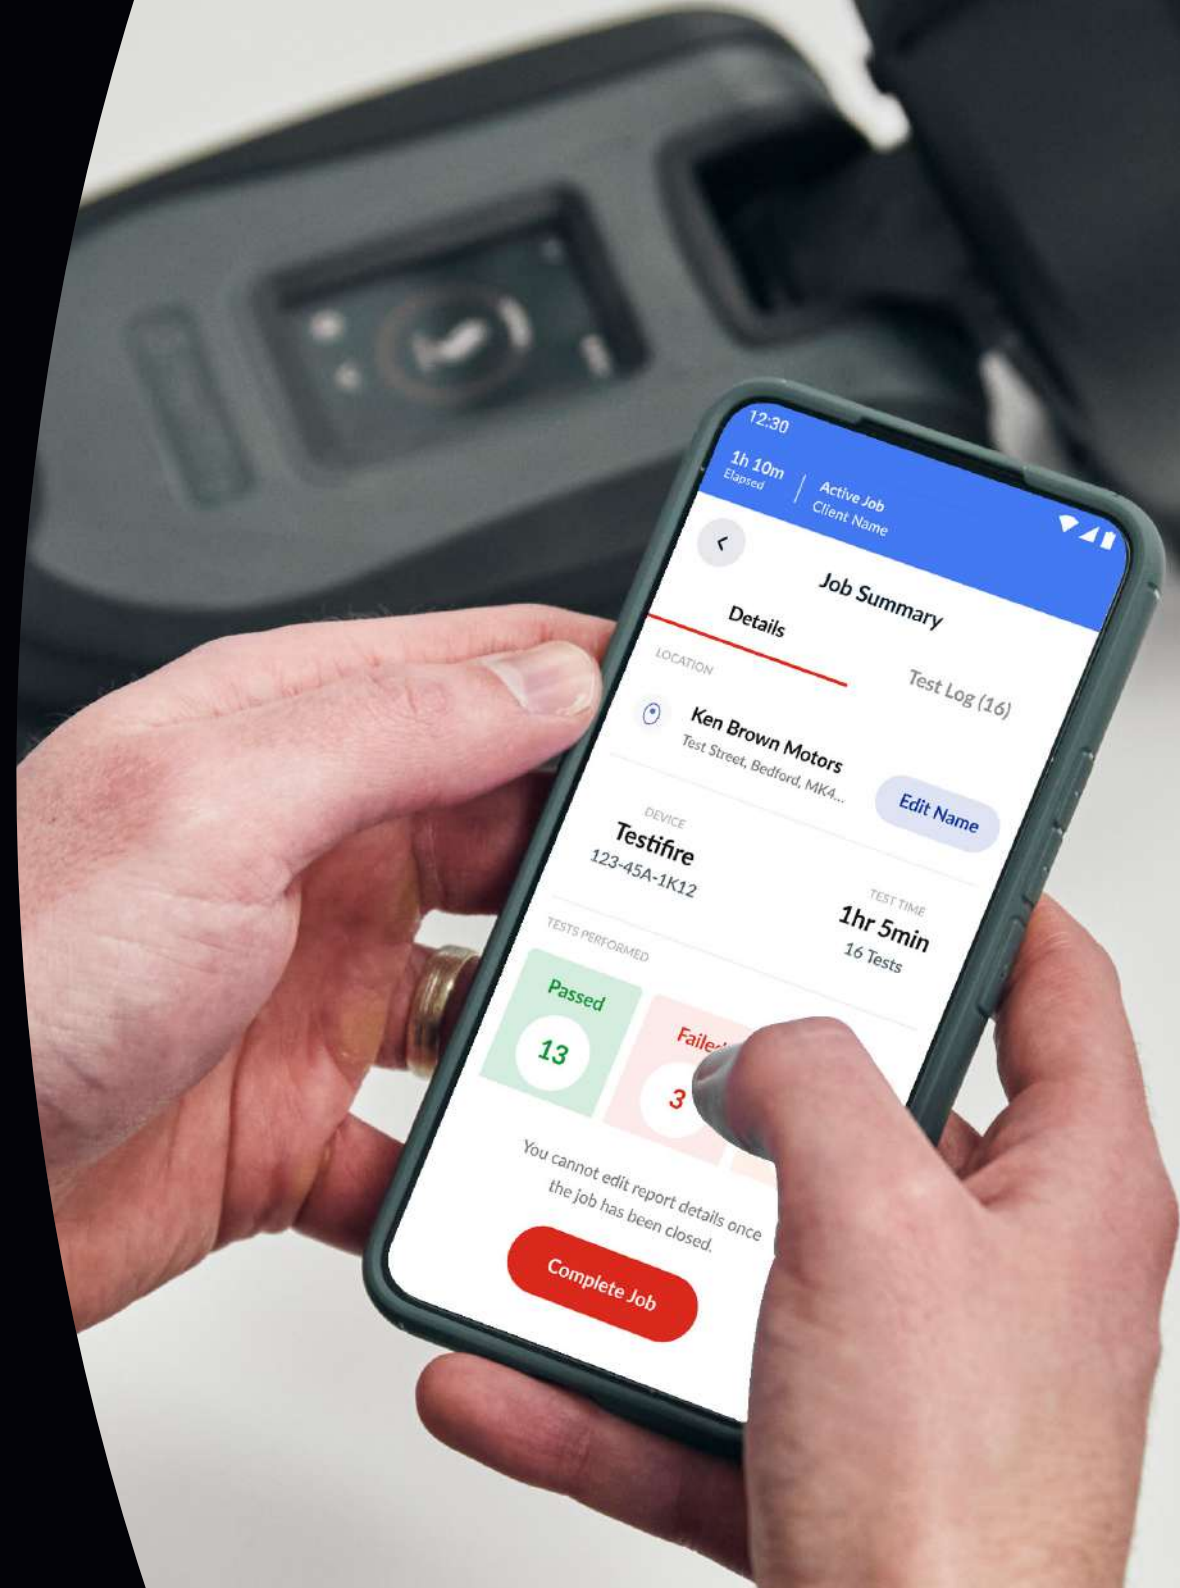 12:30
1h 10m
Elapsed
Active Job
Client Name
Job Summary
Details
Test Log (16)
LOCATION
Ken Brown Motors
Test Street, Bedford, MK4...
Edit Name
DEVICE
Testifire
123-45A-1K12
TEST TIME
1hr 5min
16 Tests
TESTS PERFORMED
Passed
13
Failed
3
You cannot edit report details once
the job has been closed.
Complete Job